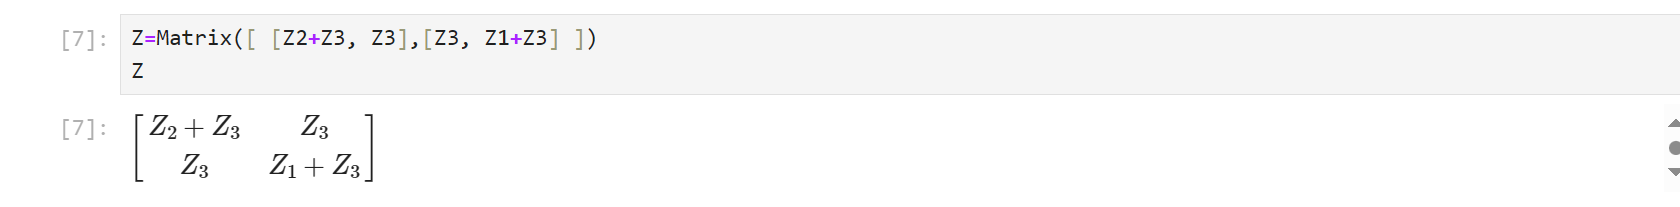 [7]: Z=Matrix([ [Z2+Z3, Z3],[Z3, Z1+Z3] ])
Z
[7]: [Z₂ + Z₃ Z₃
Z₃ Z₁ + Z₃]